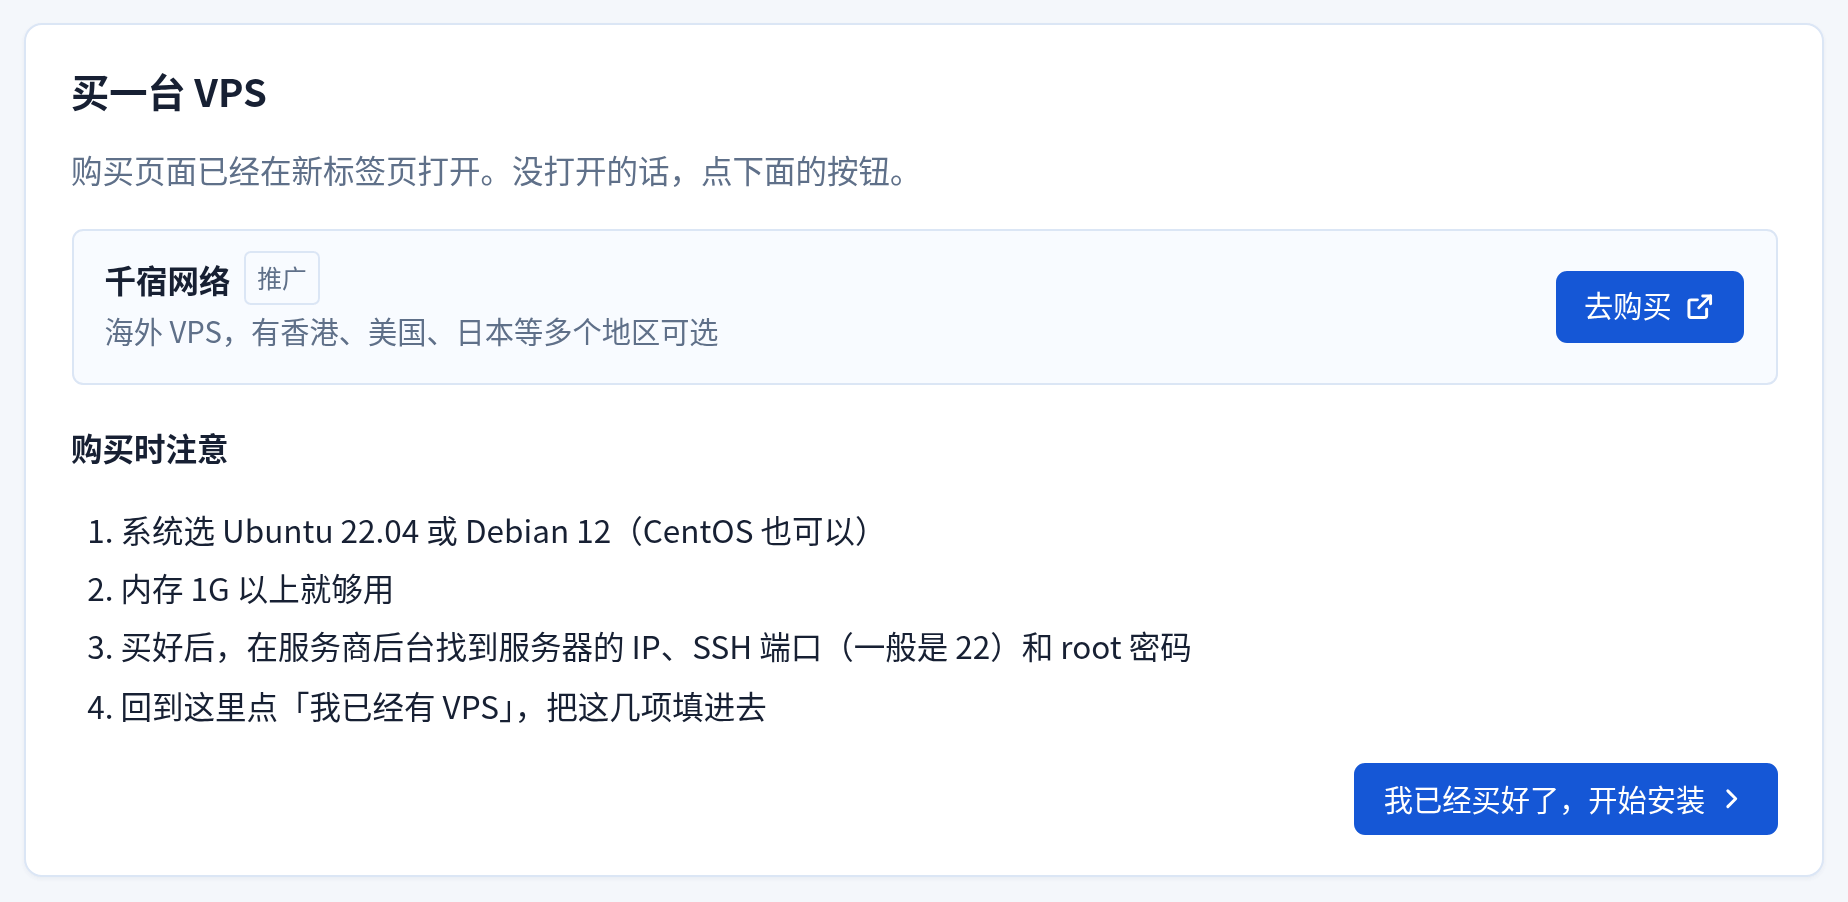 买一台 VPS
购买页面已经在新标签页打开。没打开的话，点下面的按钮。
千宿网络 推广
海外 VPS，有香港、美国、日本等多个地区可选
去购买
购买时注意
1. 系统选 Ubuntu 22.04 或 Debian 12（CentOS 也可以）
2. 内存 1G 以上就够用
3. 买好后，在服务商后台找到服务器的 IP、SSH 端口（一般是 22）和 root 密码
4. 回到这里点「我已经有 VPS」，把这几项填进去
我已经买好了，开始安装